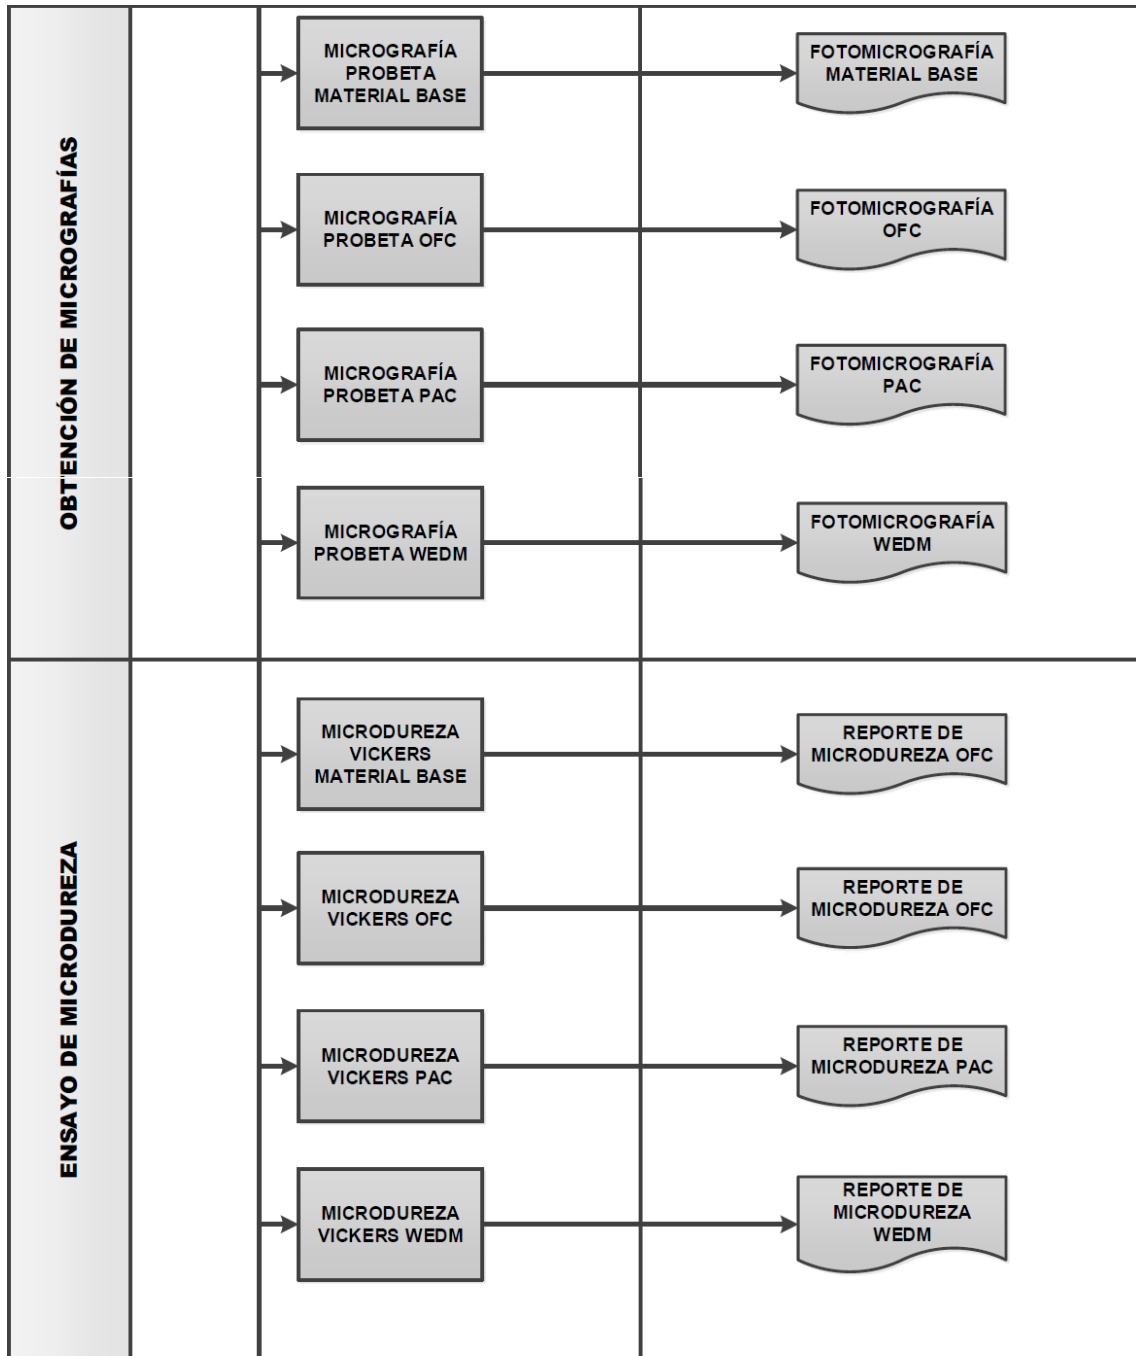 OBTENCIÓN DE MICROGRAFÍAS
MICROGRAFÍA
PROBETA
MATERIAL BASE
FOTOMICROGRAFÍA
MATERIAL BASE
MICROGRAFÍA
PROBETA OFC
FOTOMICROGRAFÍA
OFC
MICROGRAFÍA
PROBETA PAC
FOTOMICROGRAFÍA
PAC
MICROGRAFÍA
PROBETA WEDM
FOTOMICROGRAFÍA
WEDM
ENSAYO DE MICRODUREZA
MICRODUREZA
VICKERS
MATERIAL BASE
REPORTE DE
MICRODUREZA OFC
MICRODUREZA
VICKERS OFC
REPORTE DE
MICRODUREZA OFC
MICRODUREZA
VICKERS PAC
REPORTE DE
MICRODUREZA PAC
MICRODUREZA
VICKERS WEDM
REPORTE DE
MICRODUREZA
WEDM